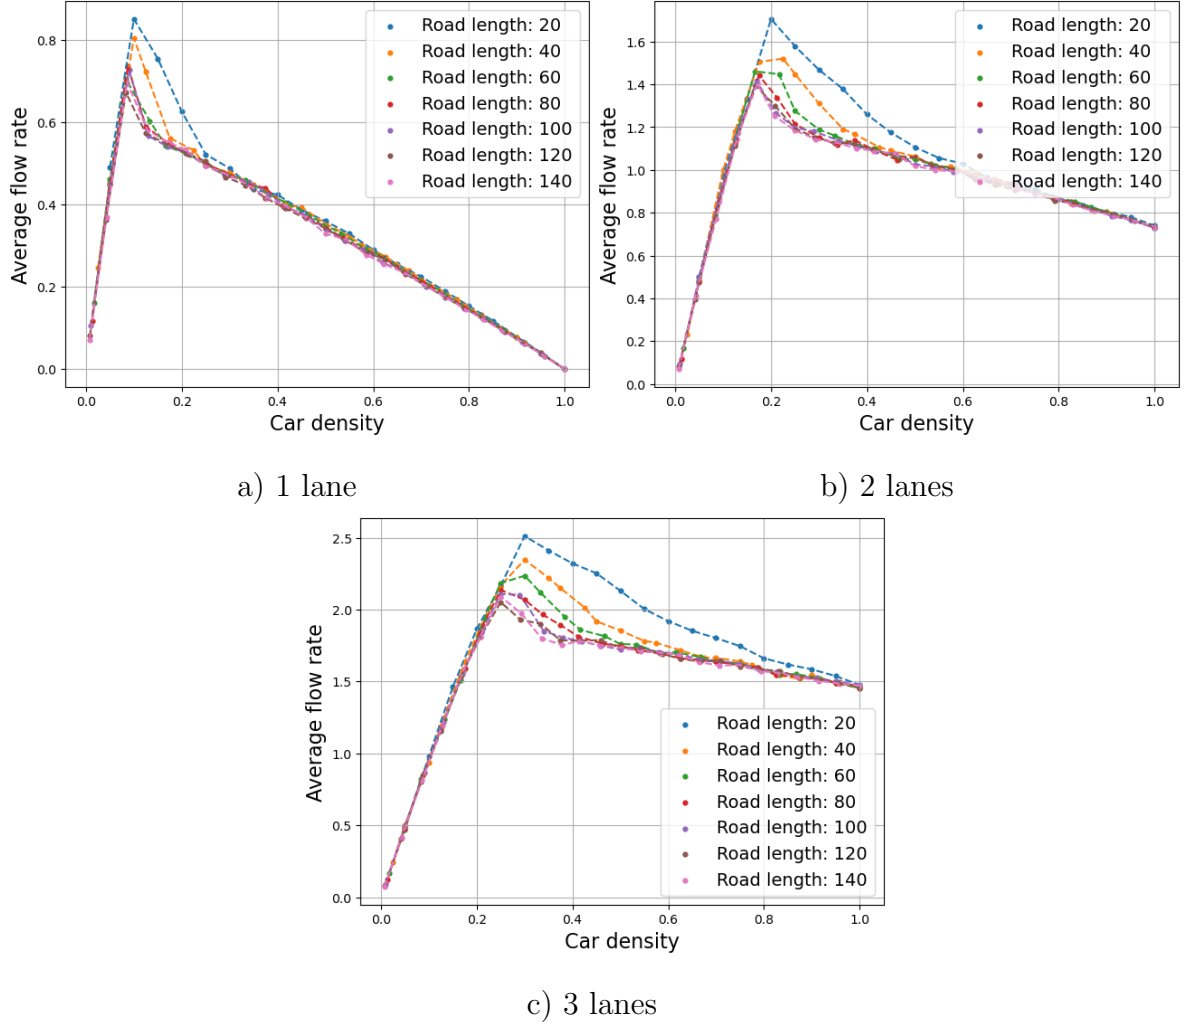 Average flow rate
0.8
0.6
0.4
0.2
0.0
Road length: 20
Road length: 40
Road length: 60
Road length: 80
Road length: 100
Road length: 120
Road length: 140
0.0 0.2 0.4 0.6 0.8 1.0
Car density
a) 1 lane
Average flow rate
1.6
1.4
1.2
1.0
0.8
0.6
0.4
0.2
0.0
Road length: 20
Road length: 40
Road length: 60
Road length: 80
Road length: 100
Road length: 120
Road length: 140
0.0 0.2 0.4 0.6 0.8 1.0
Car density
b) 2 lanes
Average flow rate
2.5
2.0
1.5
1.0
0.5
0.0
Road length: 20
Road length: 40
Road length: 60
Road length: 80
Road length: 100
Road length: 120
Road length: 140
0.0 0.2 0.4 0.6 0.8 1.0
Car density
c) 3 lanes